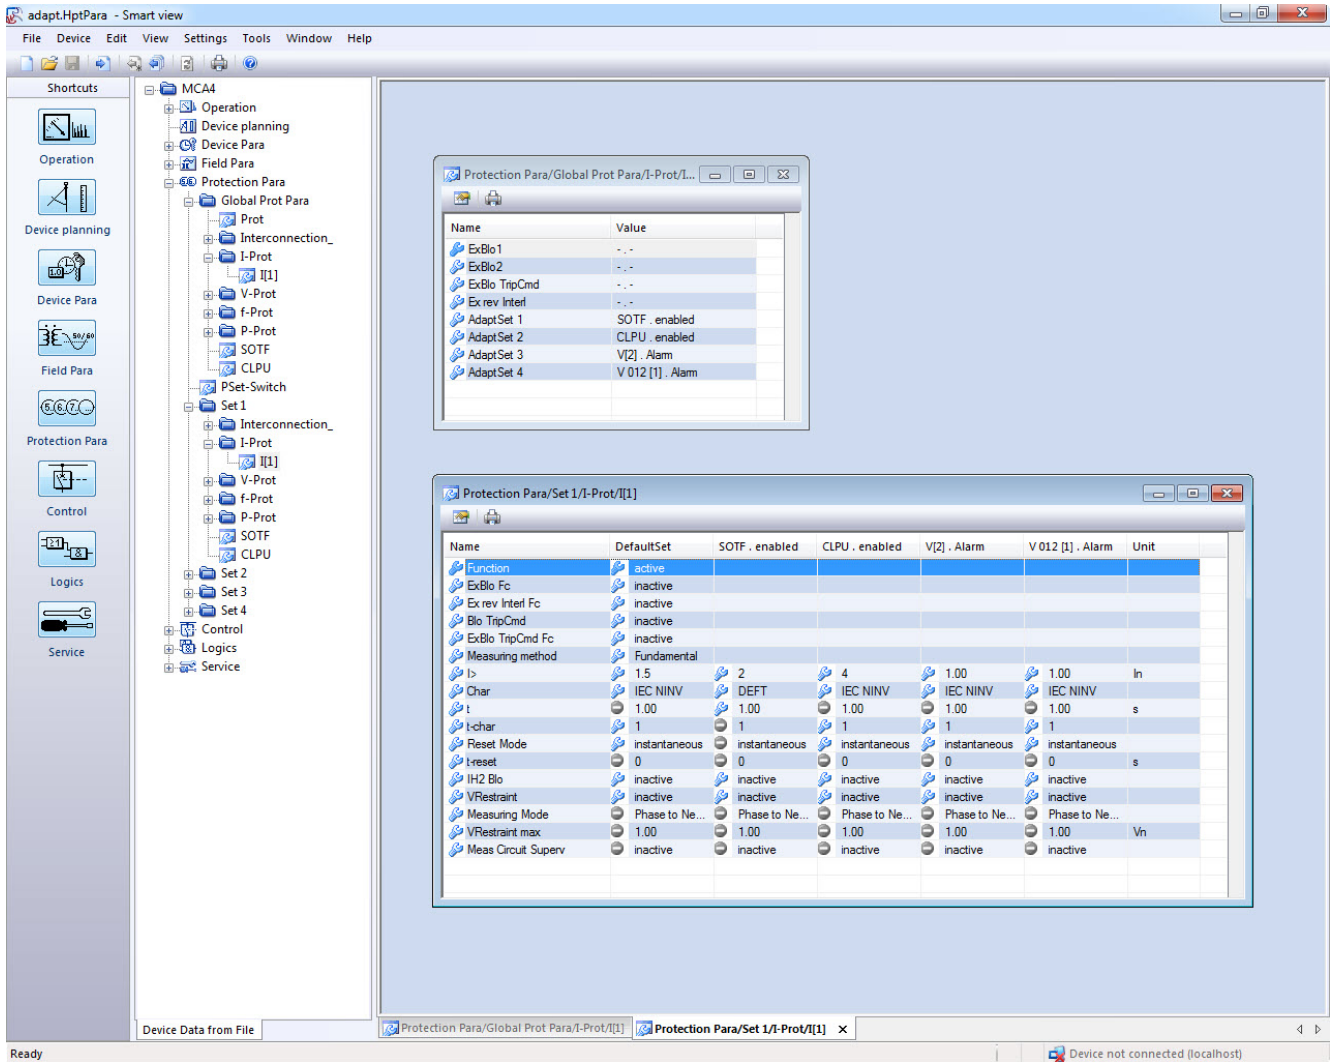 adapt.HptPara - Smart view
File Device Edit View Settings Tools Window Help
Shortcuts
Operation
Device planning
Device Para
Field Para
Protection Para
Control
Logics
Service
MCA4
Operation
Device planning
Device Para
Field Para
Protection Para
Global Prot Para
Prot
Interconnection_
I-Prot
I[1]
V-Prot
f-Prot
P-Prot
SOTF
CLPU
PSet-Switch
Set 1
Interconnection_
I-Prot
I[1]
V-Prot
f-Prot
P-Prot
SOTF
CLPU
Set 2
Set 3
Set 4
Control
Logics
Service
Device Data from File
Protection Para/Global Prot Para/I-Prot/I...
Name Value
ExBlo1 - . -
ExBlo2 - . -
ExBlo TripCmd - . -
Ex rev Interl - . -
AdaptSet 1 SOTF . enabled
AdaptSet 2 CLPU . enabled
AdaptSet 3 V[2] . Alarm
AdaptSet 4 V 012 [1] . Alarm
Protection Para/Set 1/I-Prot/I[1]
Name DefaultSet SOTF . enabled CLPU . enabled V[2] . Alarm V 012 [1] . Alarm Unit
Function active
ExBlo Fc inactive
Ex rev Interl Fc inactive
Blo TripCmd inactive
ExBlo TripCmd Fc inactive
Measuring method Fundamental
I> 1.5 2 4 1.00 1.00 In
Char IEC NINV DEFT IEC NINV IEC NINV IEC NINV
t 1.00 1.00 1.00 1.00 1.00 s
t-char 1 1 1 1 1
Reset Mode instantaneous instantaneous instantaneous instantaneous instantaneous
t-reset 0 0 0 0 0 s
IH2 Blo inactive inactive inactive inactive inactive
VRestraint inactive inactive inactive inactive inactive
Measuring Mode Phase to Ne... Phase to Ne... Phase to Ne... Phase to Ne... Phase to Ne...
VRestraint max 1.00 1.00 1.00 1.00 1.00 Vn
Meas Circuit Superv inactive inactive inactive inactive inactive
Protection Para/Global Prot Para/I-Prot/I[1] Protection Para/Set 1/I-Prot/I[1]
Ready Device not connected (localhost)